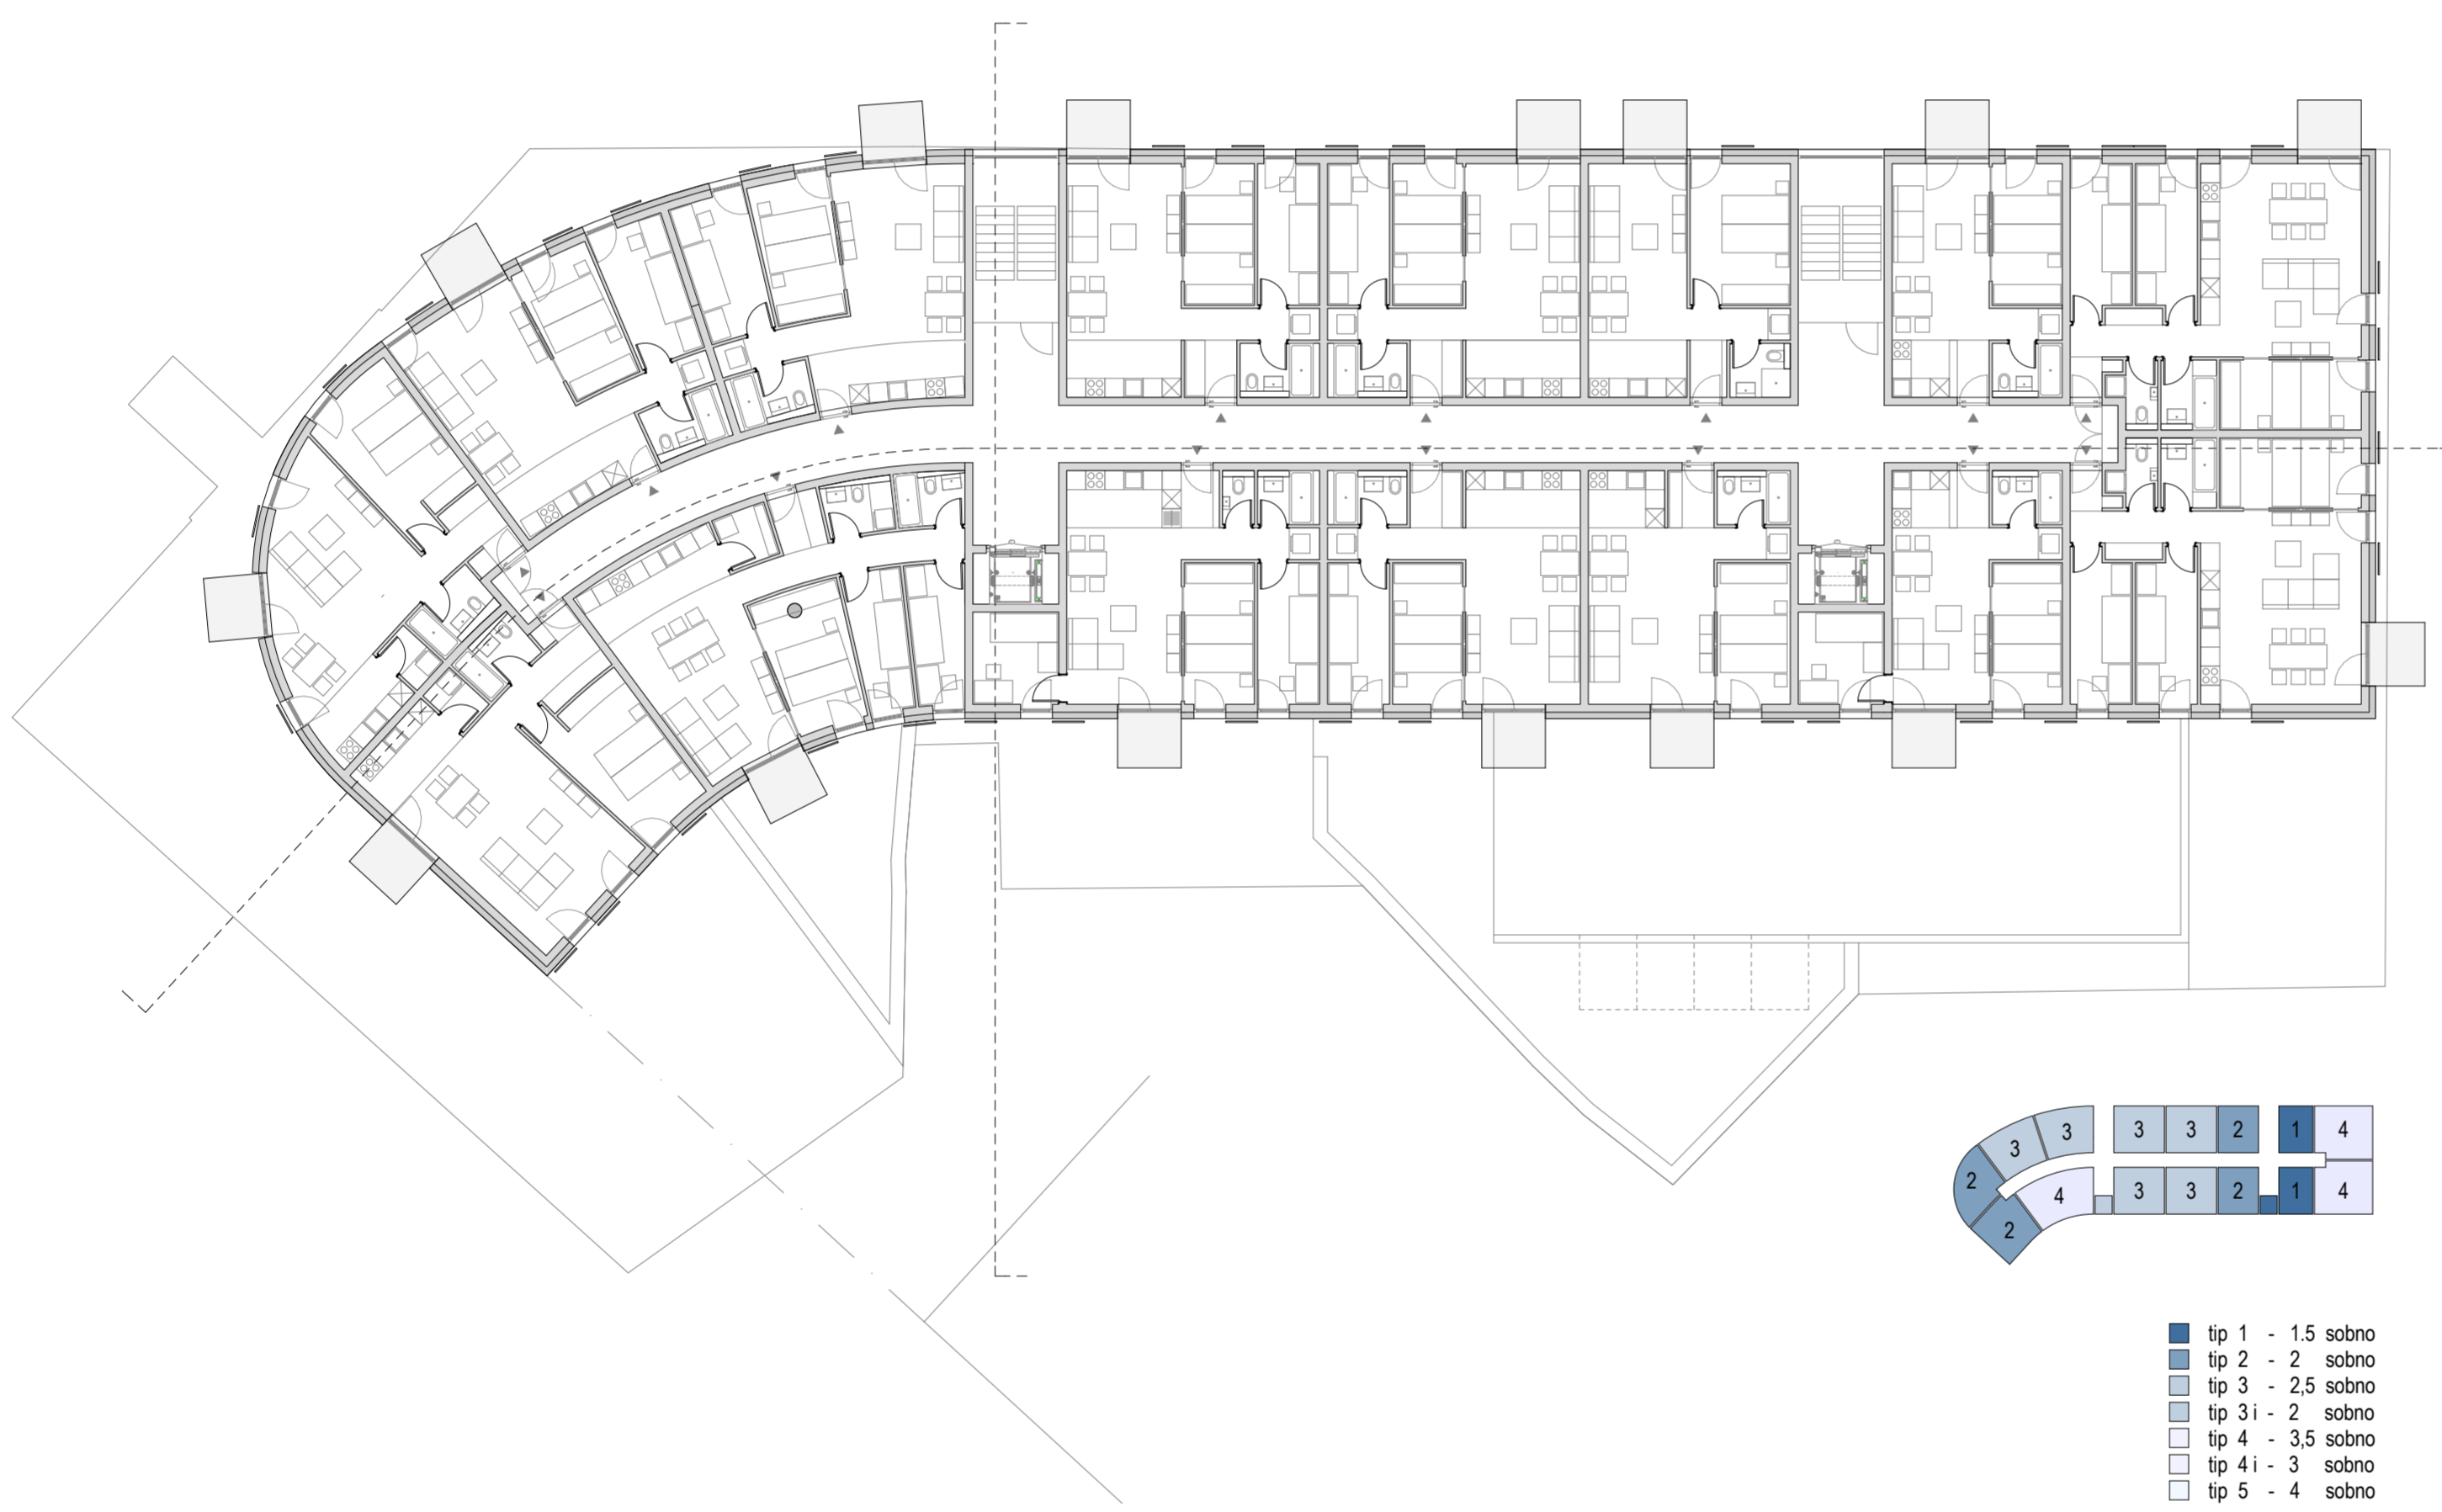 3 3 3 3 2 1 4
2 4 3 3 2 1 4
2
tip 1 - 1.5 sobno
tip 2 - 2 sobno
tip 3 - 2,5 sobno
tip 3 i - 2 sobno
tip 4 - 3,5 sobno
tip 4 i - 3 sobno
tip 5 - 4 sobno